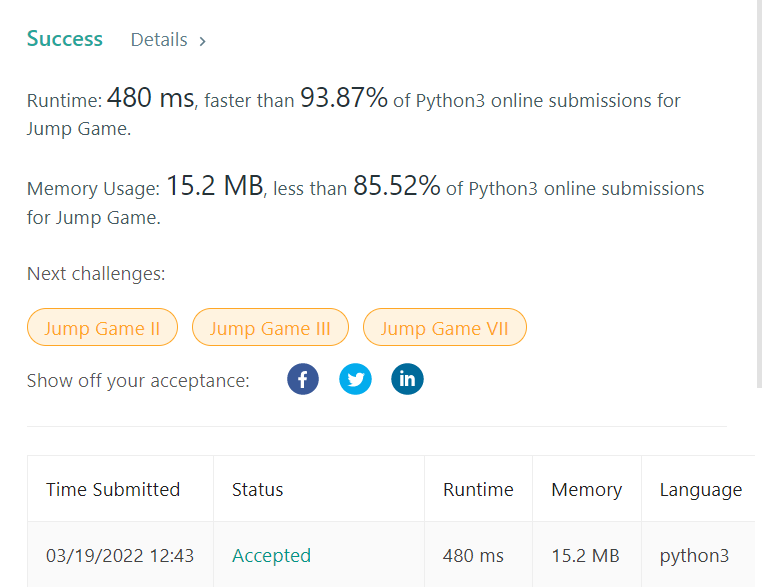 Success Details >
Runtime: 480 ms, faster than 93.87% of Python3 online submissions for
Jump Game.
Memory Usage: 15.2 MB, less than 85.52% of Python3 online submissions
for Jump Game.
Next challenges:
Jump Game II Jump Game III Jump Game VII
Show off your acceptance: f in
Time Submitted Status Runtime Memory Language
03/19/2022 12:43 Accepted 480 ms 15.2 MB python3